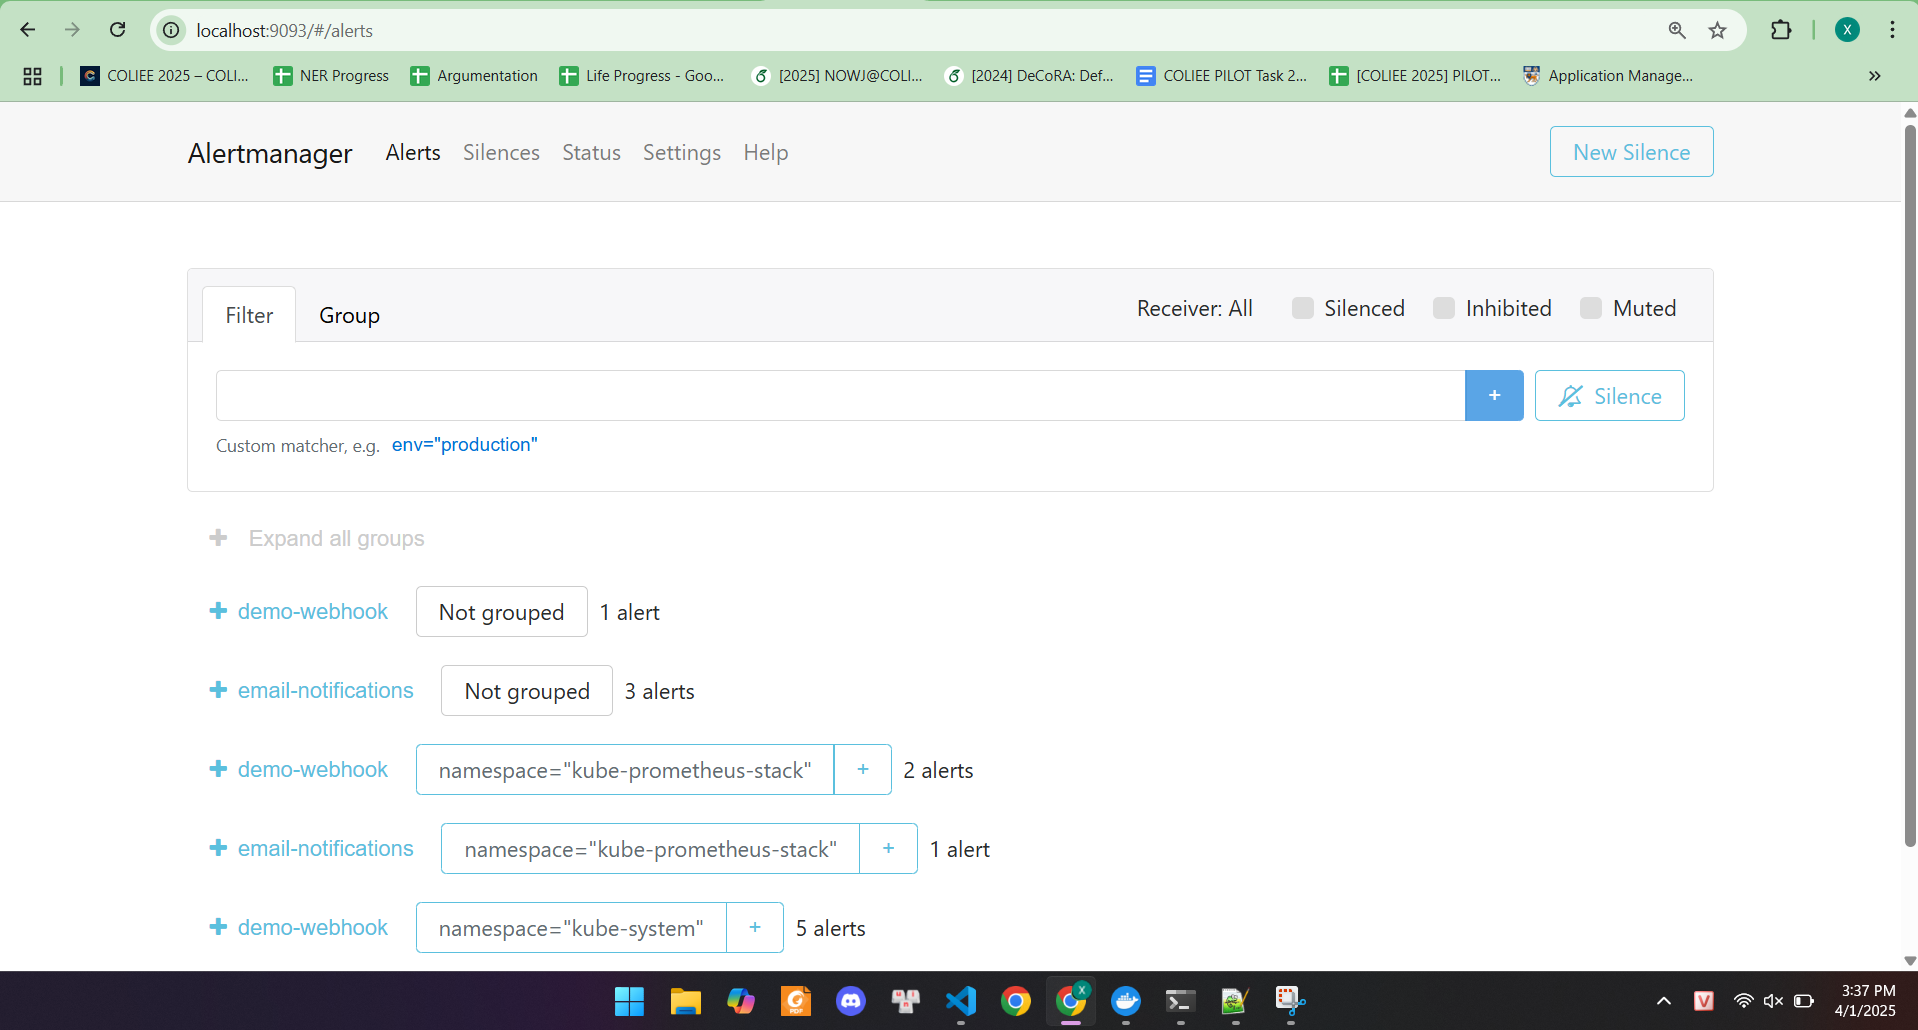 localhost:9093/#/alerts
X
COLIEE 2025 – COLI...
NER Progress
Argumentation
Life Progress - Goo...
[2025] NOWJ@COLI...
[2024] DeCoRA: Def...
COLIEE PILOT Task 2...
[COLIEE 2025] PILOT...
Application Manage...
»
Alertmanager
Alerts
Silences
Status
Settings
Help
New Silence
Filter
Group
Receiver: All
Silenced
Inhibited
Muted
+
Silence
Custom matcher, e.g. env="production"
+ Expand all groups
+ demo-webhook Not grouped 1 alert
+ email-notifications Not grouped 3 alerts
+ demo-webhook namespace="kube-prometheus-stack" + 2 alerts
+ email-notifications namespace="kube-prometheus-stack" + 1 alert
+ demo-webhook namespace="kube-system" + 5 alerts
PDF
X
V
3:37 PM
4/1/2025